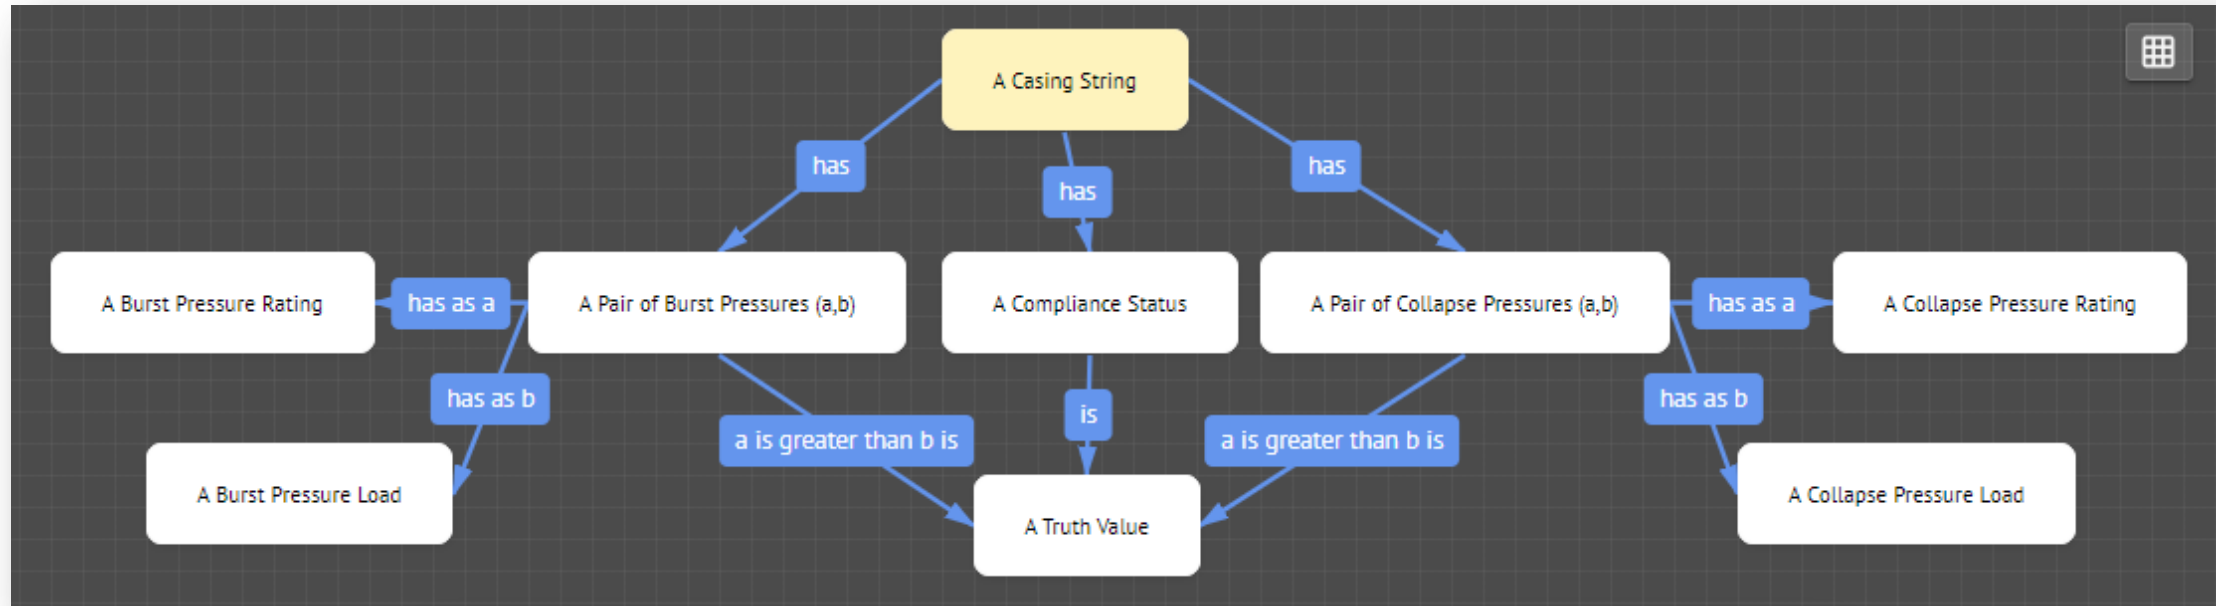 A Casing String
has
has
has
A Burst Pressure Rating
has as a
A Pair of Burst Pressures (a,b)
A Compliance Status
A Pair of Collapse Pressures (a,b)
has as a
A Collapse Pressure Rating
has as b
is
has as b
a is greater than b is
a is greater than b is
A Burst Pressure Load
A Truth Value
A Collapse Pressure Load